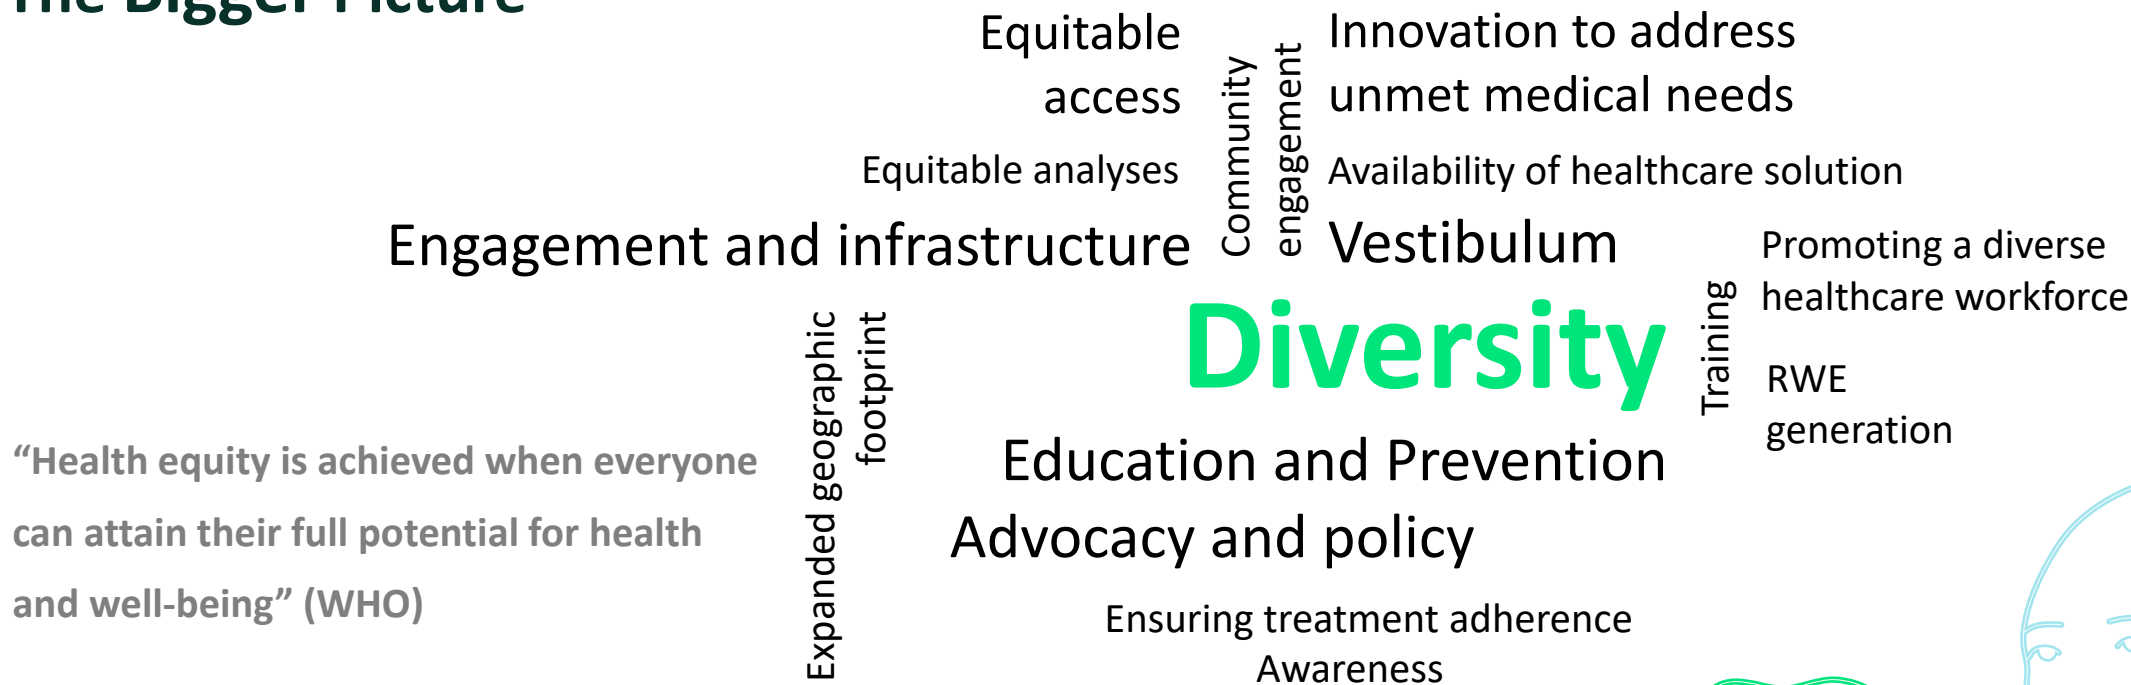 The Bigger Picture
Equitable
access
Community
engagement
Innovation to address
unmet medical needs
Equitable analyses
Availability of healthcare solution
Engagement and infrastructure
Vestibulum
Promoting a diverse
healthcare workforce
Training
Diversity
RWE
generation
Expanded geographic
footprint
Education and Prevention
"Health equity is achieved when everyone
can attain their full potential for health
and well-being" (WHO)
Advocacy and policy
Ensuring treatment adherence
Awareness